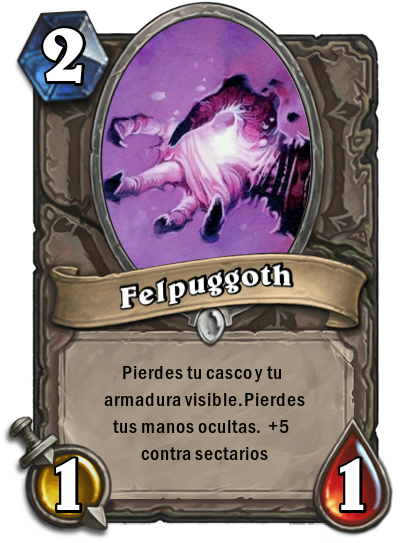 2
Felpuggoth
Pierdes tu casco y tu
armadura visible.Pierdes
tus manos ocultas. +5
contra sectarios
1
1